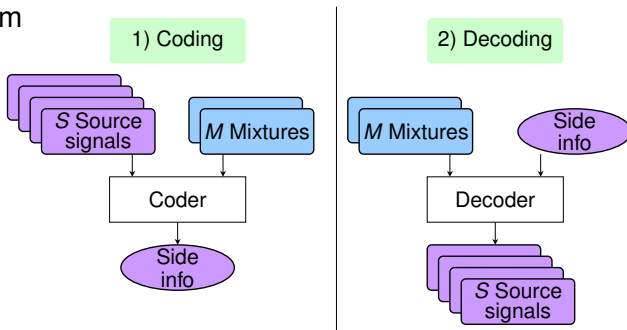 m
1) Coding
2) Decoding
S Source
signals
M Mixtures
M Mixtures
Side
info
Coder
Decoder
Side
info
S Source
signals